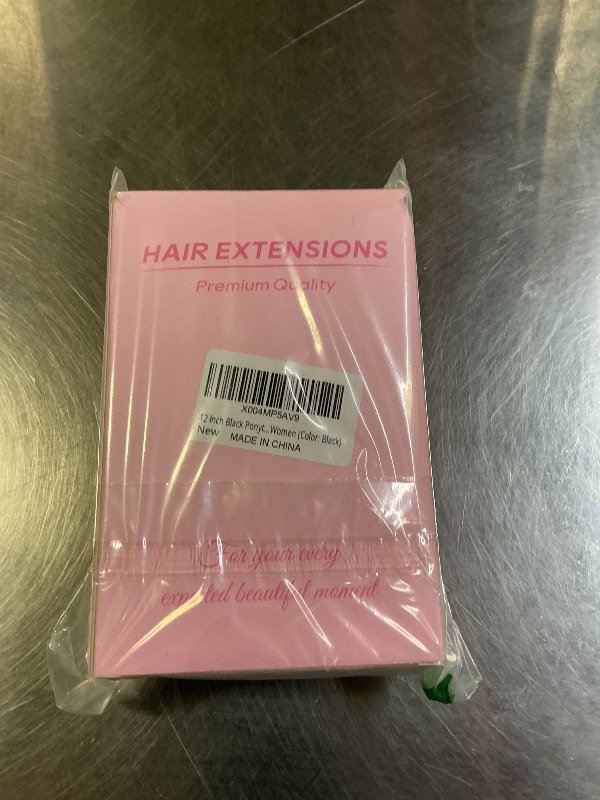 HAIR EXTENSIONS
Premium Quality
X004MP5AV9
12 Inch Black Ponyt...Women (Color: Black)
New MADE IN CHINA
For your every
expected beautiful moment